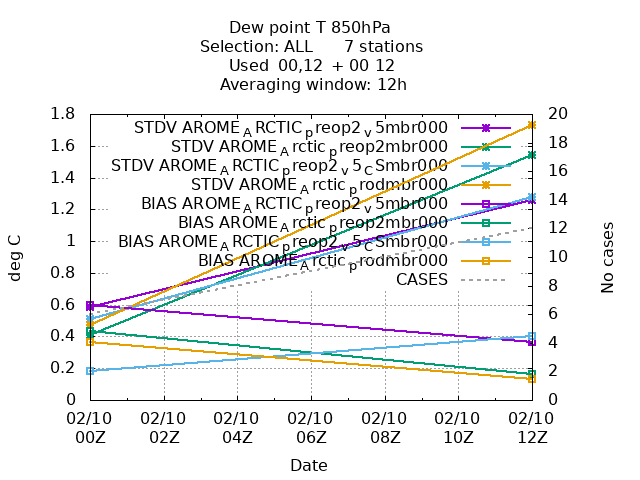 Dew point T 850hPa
Selection: ALL 7 stations
Used 00,12 + 00 12
Averaging window: 12h
1.8
1.6
1.4
1.2
1
0.8
0.6
0.4
0.2
0
20
18
16
14
12
10
8
6
4
2
0
deg C
No cases
STDV AROME_ARCTIC_preop2_v5mbr000
STDV AROME_Arctic_preop2mbr000
STDV AROME_ARCTIC_preop2_v5_CSmbr000
STDV AROME_Arctic_prodmbr000
BIAS AROME_ARCTIC_preop2_v5mbr000
BIAS AROME_Arctic_preop2mbr000
BIAS AROME_ARCTIC_preop2_v5_CSmbr000
BIAS AROME_Arctic_prodmbr000
CASES
02/10 02/10 02/10 02/10 02/10 02/10 02/10
00Z 02Z 04Z 06Z 08Z 10Z 12Z
Date